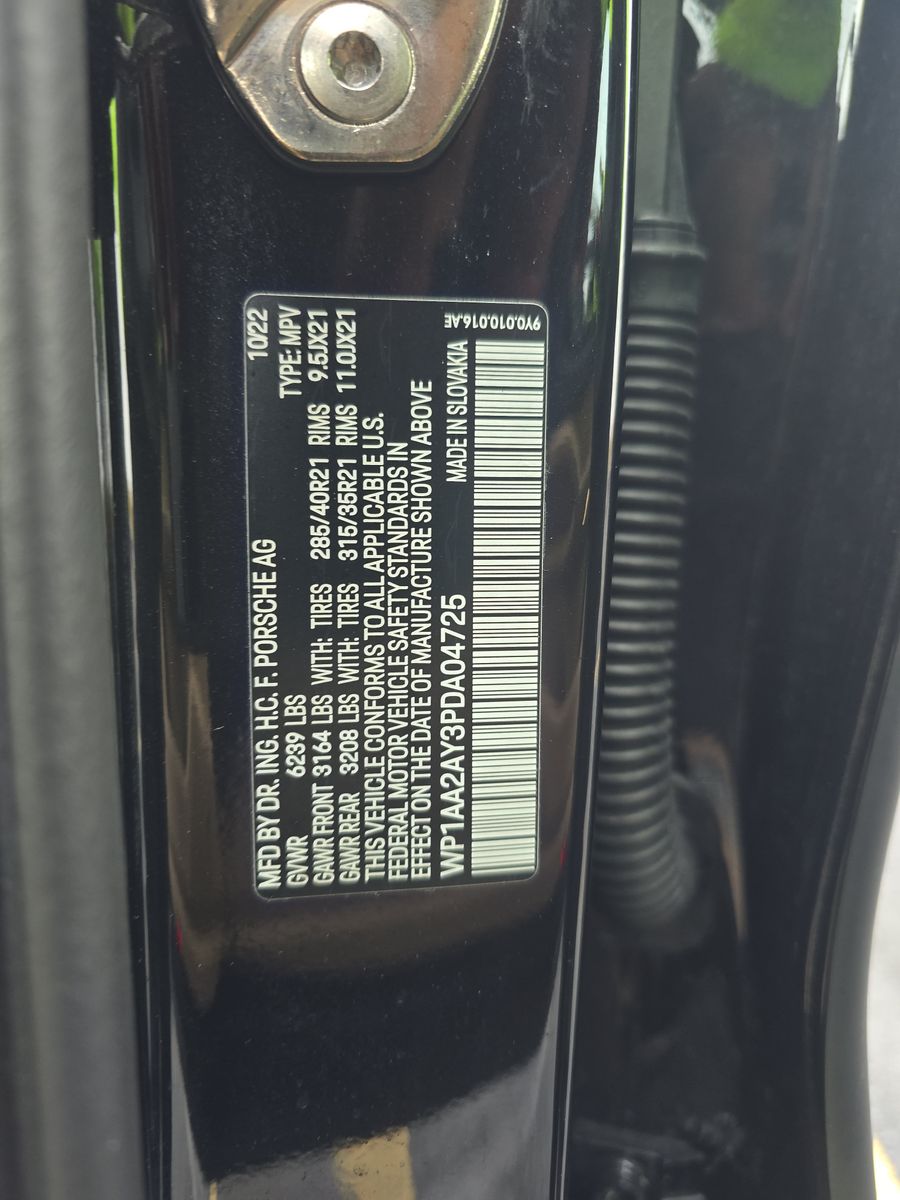 MFD BY DR. ING. H.C. F. PORSCHE AG 10/22
GVWR 6239 LBS TYPE: MPV
GAWR FRONT 3164 LBS WITH: TIRES 285/40R21 RIMS 9.5JX21
GAWR REAR 3208 LBS WITH: TIRES 315/35R21 RIMS 11.0JX21
THIS VEHICLE CONFORMS TO ALL APPLICABLE U.S.
FEDERAL MOTOR VEHICLE SAFETY STANDARDS IN
EFFECT ON THE DATE OF MANUFACTURE SHOWN ABOVE
WP1AA2AY3PDA04725 MADE IN SLOVAKIA
9Y0.010.016.AE